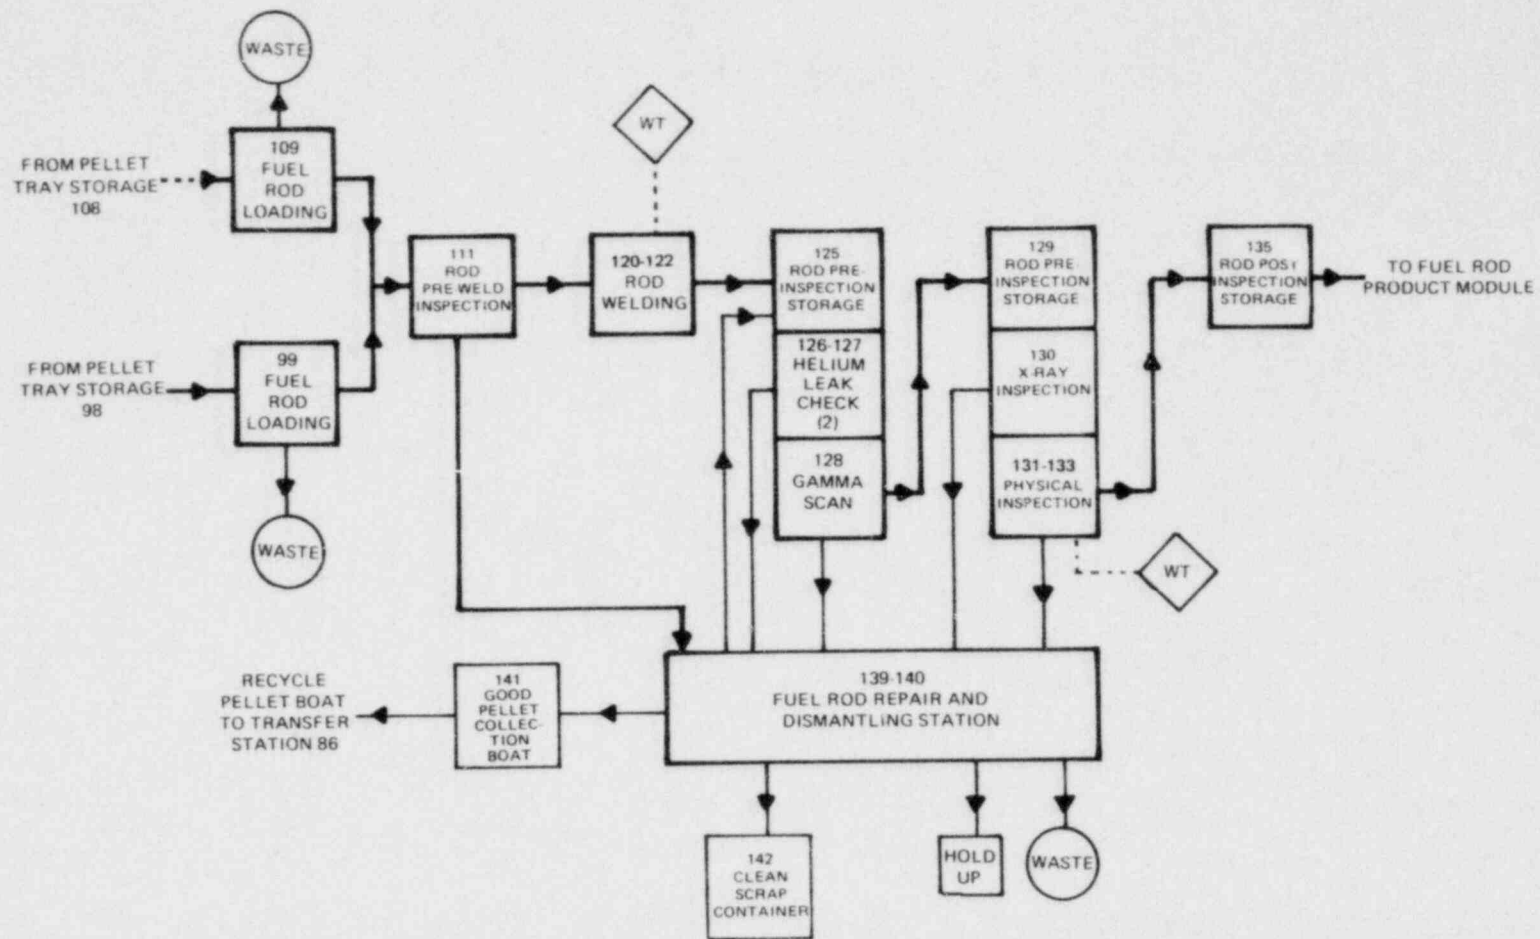 WASTE
WT
FROM PELLET
TRAY STORAGE
108
109
FUEL
ROD
LOADING
111
ROD
PRE WELD
INSPECTION
120-122
ROD
WELDING
125
ROD PRE-
INSPECTION
STORAGE
129
ROD PRE-
INSPECTION
STORAGE
135
ROD POST
INSPECTION
STORAGE
TO FUEL ROD
PRODUCT MODULE
FROM PELLET
TRAY STORAGE
98
99
FUEL
ROD
LOADING
126-127
HELIUM
LEAK
CHECK
(2)
130
X-RAY
INSPECTION
128
GAMMA
SCAN
131-133
PHYSICAL
INSPECTION
WASTE
WT
RECYCLE
PELLET BOAT
TO TRANSFER
STATION 86
141
GOOD
PELLET
COLLEC-
TION
BOAT
139-140
FUEL ROD REPAIR AND
DISMANTLING STATION
142
CLEAN
SCRAP
CONTAINER
HOLD
UP
WASTE